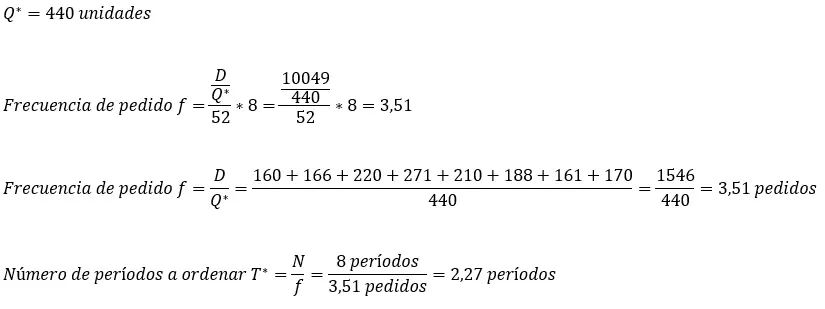 Q* = 440 unidades
Frecuencia de pedido f = ((D/Q*)/52) * 8 = ((10049/440)/52) * 8 = 3,51
Frecuencia de pedido f = D/Q* = (160 + 166 + 220 + 271 + 210 + 188 + 161 + 170)/440 = 1546/440 = 3,51 pedidos
Número de períodos a ordenar T* = N/f = 8 períodos/3,51 pedidos = 2,27 períodos